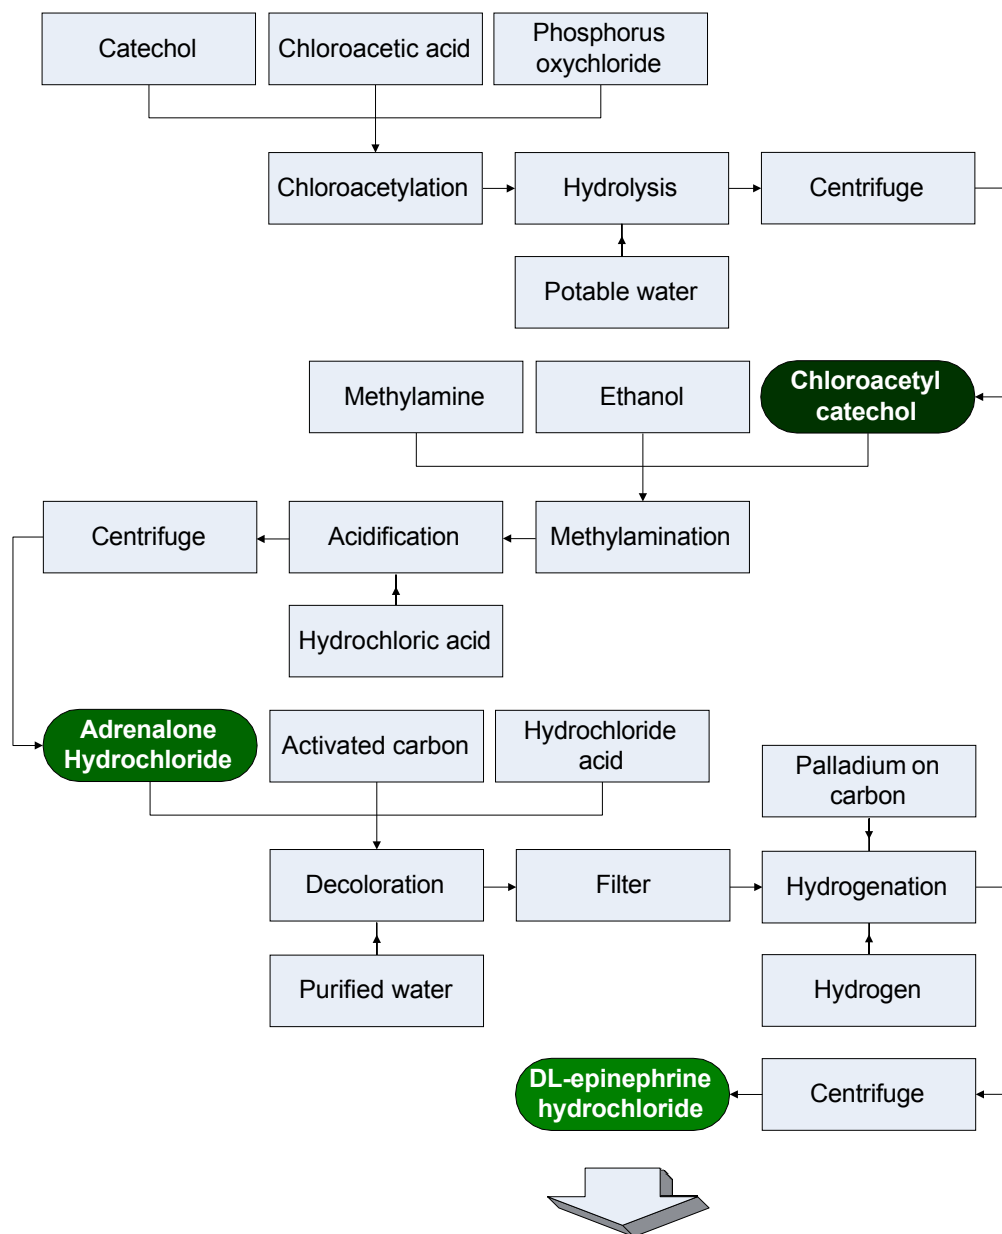 Catechol
Chloroacetic acid
Phosphorus
oxychloride
Chloroacetylation
Hydrolysis
Centrifuge
Potable water
Methylamine
Ethanol
Chloroacetyl
catechol
Centrifuge
Acidification
Methylamination
Hydrochloric acid
Adrenalone
Hydrochloride
Activated carbon
Hydrochloride
acid
Palladium on
carbon
Decoloration
Filter
Hydrogenation
Purified water
Hydrogen
DL-epinephrine
hydrochloride
Centrifuge